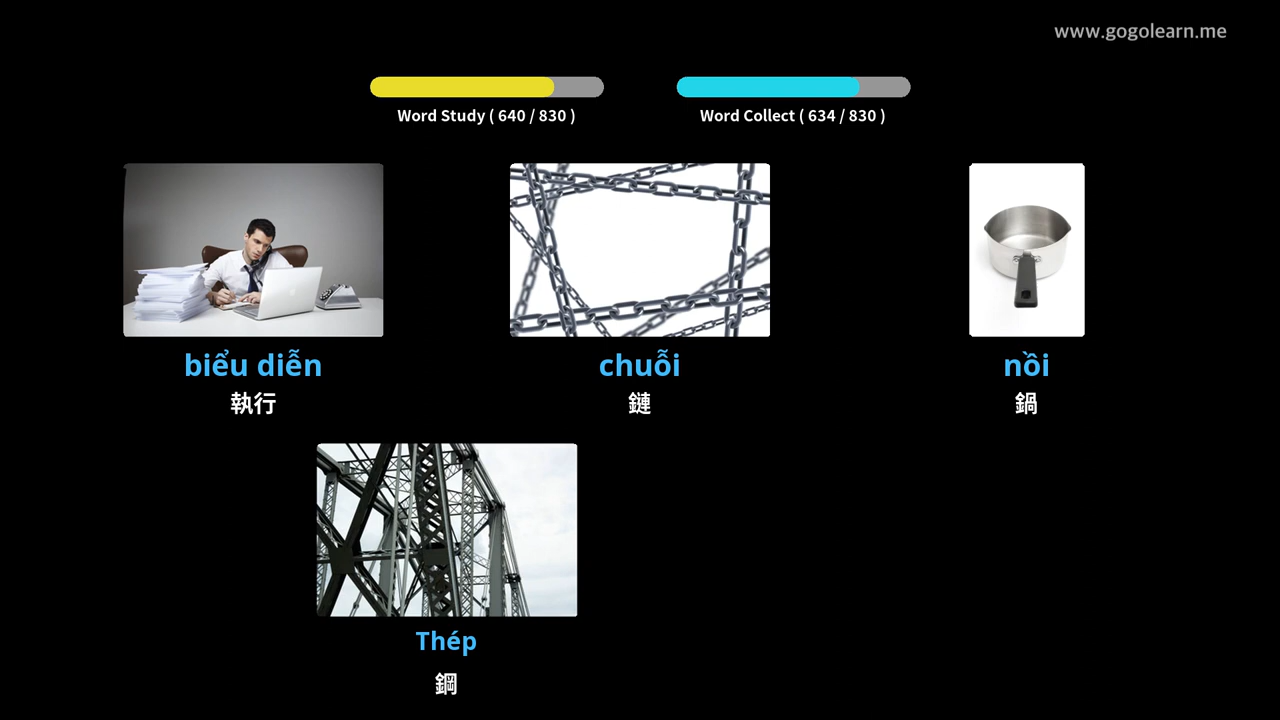 www.gogolearn.me
Word Study ( 640 / 830 )
Word Collect ( 634 / 830 )
biểu diễn
執行
chuỗi
鏈
nồi
鍋
Thép
鋼